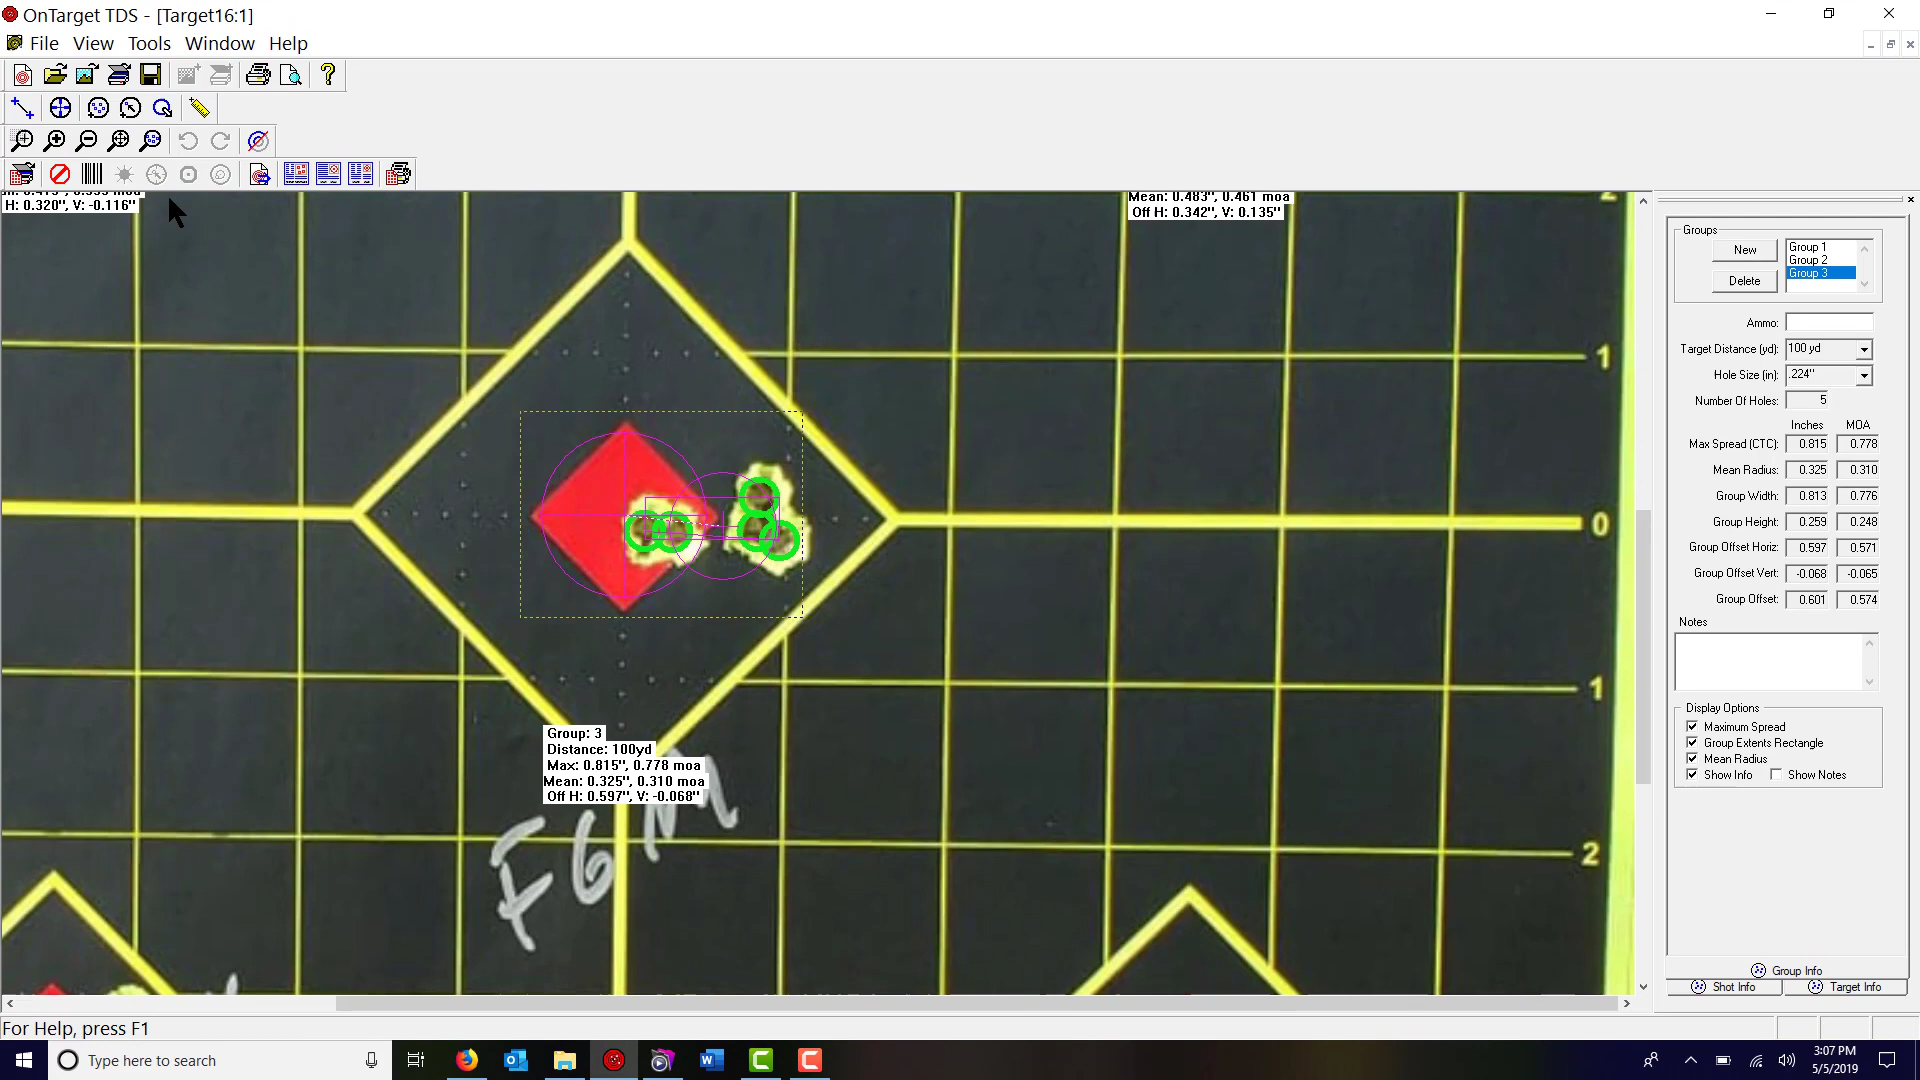 OnTarget TDS - [Target16:1]
File View Tools Window Help
H: 0.320", V: -0.116"
Mean: 0.483", 0.461 moa
Off H: 0.342", V: 0.135"
2
1
0
1
2
Group: 3
Distance: 100yd
Max: 0.815", 0.778 moa
Mean: 0.325", 0.310 moa
Off H: 0.597", V: -0.068"
FGM
Groups
New
Delete
Group 1
Group 2
Group 3
Ammo:
Target Distance (yd): 100 yd
Hole Size (in): .224"
Number Of Holes: 5
Inches MOA
Max Spread (CTC): 0.815 0.778
Mean Radius: 0.325 0.310
Group Width: 0.813 0.776
Group Height: 0.259 0.248
Group Offset Horiz: 0.597 0.571
Group Offset Vert: -0.068 -0.065
Group Offset: 0.601 0.574
Notes
Display Options
Maximum Spread
Group Extents Rectangle
Mean Radius
Show Info Show Notes
Group Info
Shot Info Target Info
For Help, press F1
Type here to search
3:07 PM
5/5/2019